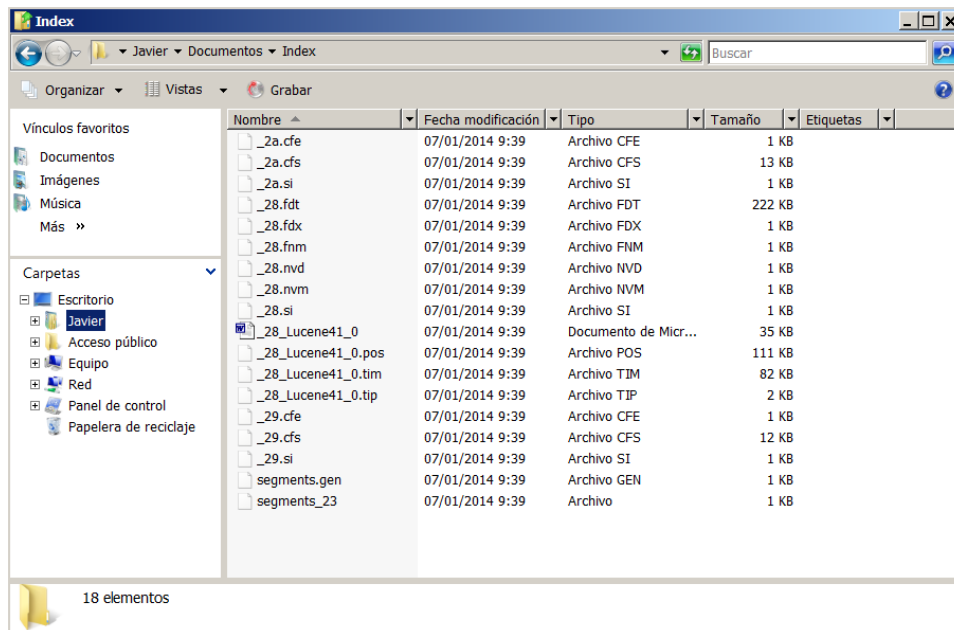 Index
Javier Documentos Index Buscar
Organizar Vistas Grabar
Vínculos favoritos
Documentos
Imágenes
Música
Más »
Carpetas
Escritorio
Javier
Acceso público
Equipo
Red
Panel de control
Papelera de reciclaje
Nombre Fecha modificación Tipo Tamaño Etiquetas
_2a.cfe 07/01/2014 9:39 Archivo CFE 1 KB
_2a.cfs 07/01/2014 9:39 Archivo CFS 13 KB
_2a.si 07/01/2014 9:39 Archivo SI 1 KB
_28.fdt 07/01/2014 9:39 Archivo FDT 222 KB
_28.fdx 07/01/2014 9:39 Archivo FDX 1 KB
_28.fnm 07/01/2014 9:39 Archivo FNM 1 KB
_28.nvd 07/01/2014 9:39 Archivo NVD 1 KB
_28.nvm 07/01/2014 9:39 Archivo NVM 1 KB
_28.si 07/01/2014 9:39 Archivo SI 1 KB
_28_Lucene41_0 07/01/2014 9:39 Documento de Micr... 35 KB
_28_Lucene41_0.pos 07/01/2014 9:39 Archivo POS 111 KB
_28_Lucene41_0.tim 07/01/2014 9:39 Archivo TIM 82 KB
_28_Lucene41_0.tip 07/01/2014 9:39 Archivo TIP 2 KB
_29.cfe 07/01/2014 9:39 Archivo CFE 1 KB
_29.cfs 07/01/2014 9:39 Archivo CFS 12 KB
_29.si 07/01/2014 9:39 Archivo SI 1 KB
segments.gen 07/01/2014 9:39 Archivo GEN 1 KB
segments_23 07/01/2014 9:39 Archivo 1 KB
18 elementos